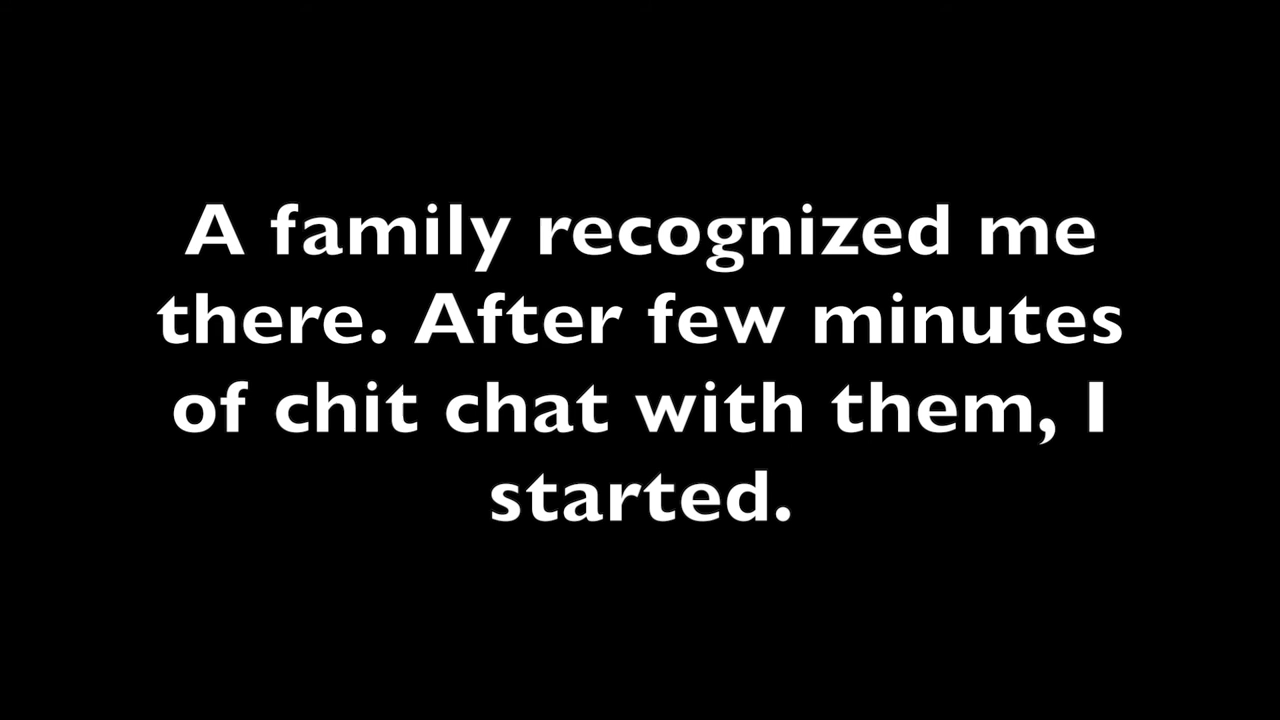 A family recognized me
there. After few minutes
of chit chat with them, I
started.